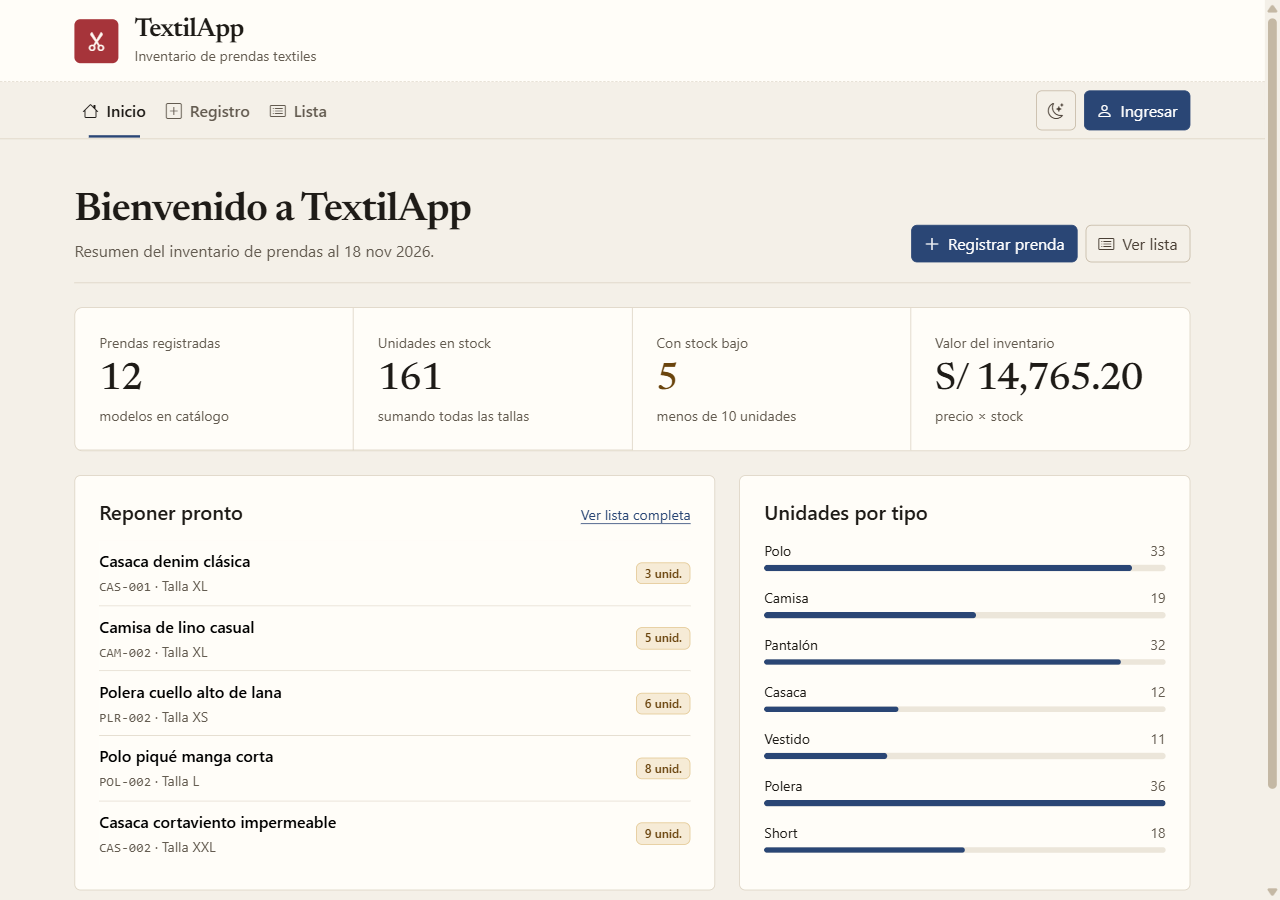 TextilApp
Inventario de prendas textiles
Inicio Registro Lista Ingresar
Bienvenido a TextilApp
Resumen del inventario de prendas al 18 nov 2026.
Registrar prenda Ver lista
Prendas registradas
12
modelos en catálogo
Unidades en stock
161
sumando todas las tallas
Con stock bajo
5
menos de 10 unidades
Valor del inventario
S/ 14,765.20
precio × stock
Reponer pronto Ver lista completa
Casaca denim clásica
CAS-001 · Talla XL
3 unid.
Camisa de lino casual
CAM-002 · Talla XL
5 unid.
Polera cuello alto de lana
PLR-002 · Talla XS
6 unid.
Polo piqué manga corta
POL-002 · Talla L
8 unid.
Casaca cortaviento impermeable
CAS-002 · Talla XXL
9 unid.
Unidades por tipo
Polo 33
Camisa 19
Pantalón 32
Casaca 12
Vestido 11
Polera 36
Short 18